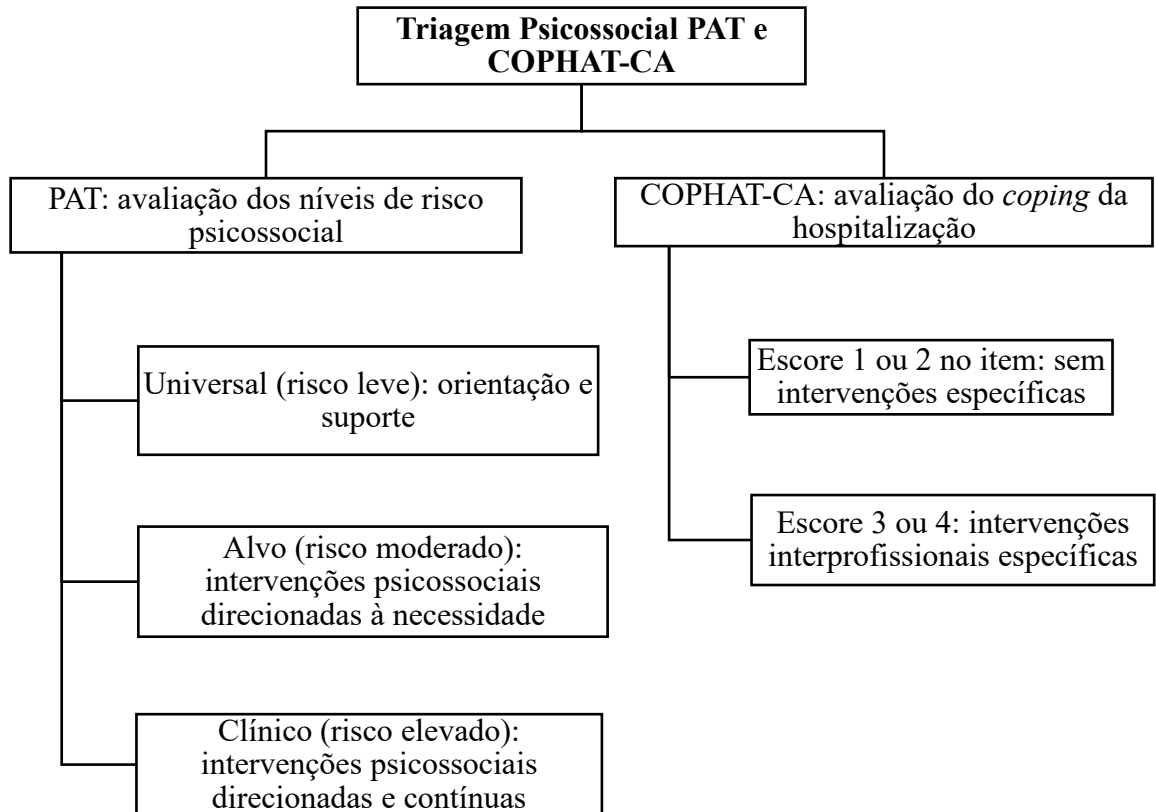 Triagem Psicossocial PAT e
COPHAT-CA
PAT: avaliação dos níveis de risco
psicossocial
Universal (risco leve): orientação e
suporte
Alvo (risco moderado):
intervenções psicossociais
direcionadas à necessidade
Clínico (risco elevado):
intervenções psicossociais
direcionadas e contínuas
COPHAT-CA: avaliação do coping da
hospitalização
Escore 1 ou 2 no item: sem
intervenções específicas
Escore 3 ou 4: intervenções
interprofissionais específicas